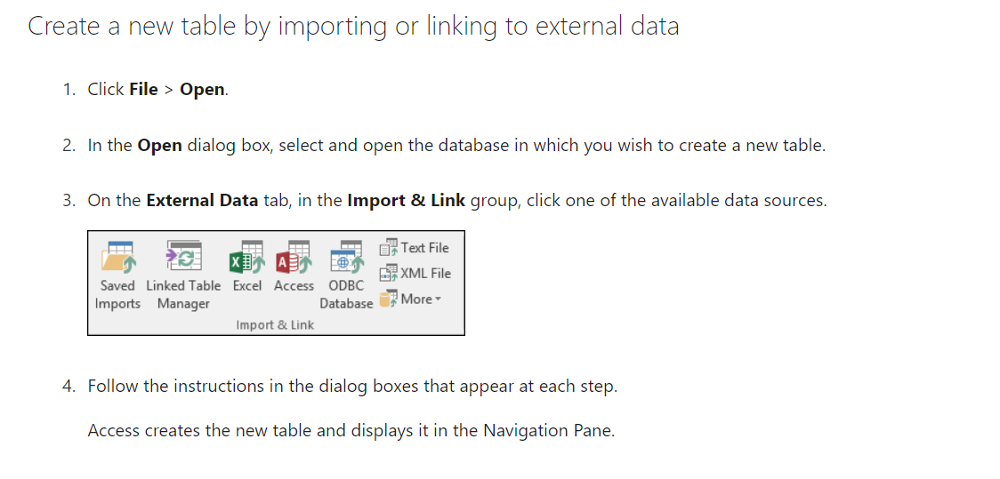 Create a new table by importing or linking to external data
1. Click File > Open.
2. In the Open dialog box, select and open the database in which you wish to create a new table.
3. On the External Data tab, in the Import & Link group, click one of the available data sources.
Saved Imports
Linked Table Manager
Excel
Access
ODBC Database
Text File
XML File
More
Import & Link
4. Follow the instructions in the dialog boxes that appear at each step.
Access creates the new table and displays it in the Navigation Pane.